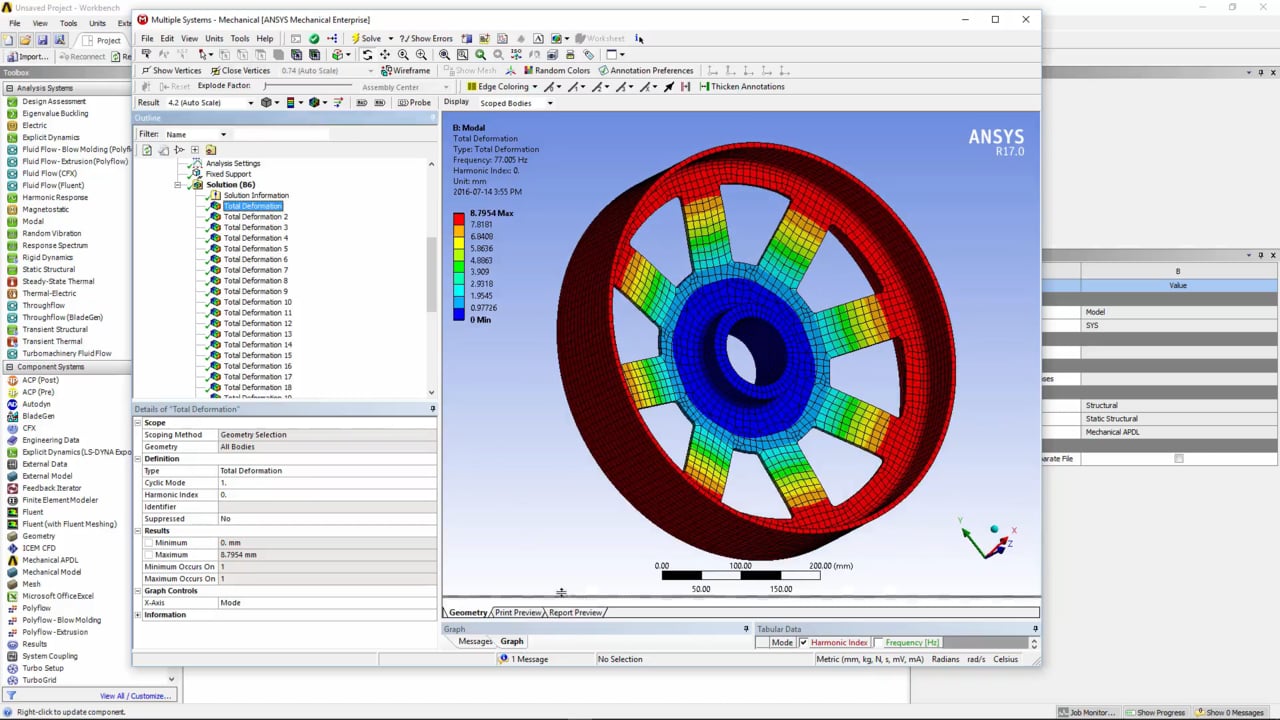 Unsaved Project - Workbench
File View Tools Units Exte
Project
Import... Reconnect Re
Toolbox
Analysis Systems
Design Assessment
Eigenvalue Buckling
Electric
Explicit Dynamics
Fluid Flow - Blow Molding (Polyflow)
Fluid Flow - Extrusion (Polyflow)
Fluid Flow (CFX)
Fluid Flow (Fluent)
Harmonic Response
Magnetostatic
Modal
Random Vibration
Response Spectrum
Rigid Dynamics
Static Structural
Steady-State Thermal
Thermal-Electric
Throughflow
Throughflow (BladeGen)
Transient Structural
Transient Thermal
Turbomachinery Fluid Flow
Component Systems
ACP (Post)
ACP (Pre)
Autodyn
BladeGen
CFX
Engineering Data
Explicit Dynamics (LS-DYNA Expor
External Data
External Model
Feedback Iterator
Finite Element Modeler
Fluent
Fluent (with Fluent Meshing)
Geometry
ICEM CFD
Mechanical APDL
Mechanical Model
Mesh
Microsoft Office Excel
Polyflow
Polyflow - Blow Molding
Polyflow - Extrusion
Results
System Coupling
Turbo Setup
TurboGrid
View All / Customize...
Right-click to update component.
Multiple Systems - Mechanical [ANSYS Mechanical Enterprise]
File Edit View Units Tools Help Solve ?/ Show Errors Worksheet
Show Vertices Close Vertices 0.74 (Auto Scale) Wireframe Show Mesh Random Colors Annotation Preferences
Reset Explode Factor: Assembly Center Edge Coloring Thicken Annotations
Result 4.2 (Auto Scale) Probe Display Scoped Bodies
Outline
Filter: Name
Analysis Settings
Fixed Support
Solution (B6)
Solution Information
Total Deformation
Total Deformation 2
Total Deformation 3
Total Deformation 4
Total Deformation 5
Total Deformation 6
Total Deformation 7
Total Deformation 8
Total Deformation 9
Total Deformation 10
Total Deformation 11
Total Deformation 12
Total Deformation 13
Total Deformation 14
Total Deformation 15
Total Deformation 16
Total Deformation 17
Total Deformation 18
Details of "Total Deformation"
Scope
Scoping Method Geometry Selection
Geometry All Bodies
Definition
Type Total Deformation
Cyclic Mode 1.
Harmonic Index 0.
Identifier
Suppressed No
Results
Minimum 0. mm
Maximum 8.7954 mm
Minimum Occurs On 1
Maximum Occurs On 1
Graph Controls
X-Axis Mode
Information
B: Modal
Total Deformation
Type: Total Deformation
Frequency: 77.005 Hz
Harmonic Index: 0.
Unit: mm
2016-07-14 3:55 PM
8.7954 Max
7.8181
6.8408
5.8636
4.8863
3.909
2.9318
1.9545
0.97726
0 Min
ANSYS
R17.0
Y
X
Z
0.00 100.00 200.00 (mm)
50.00 150.00
Geometry Print Preview Report Preview
Graph
Messages Graph
Tabular Data
Mode Harmonic Index Frequency [Hz]
1 Message No Selection Metric (mm, kg, N, s, mV, mA) Radians rad/s Celsius
B
Value
Model
SYS
Structural
Static Structural
Mechanical APDL
parate File
Job Monitor... Show Progress Show 0 Messages